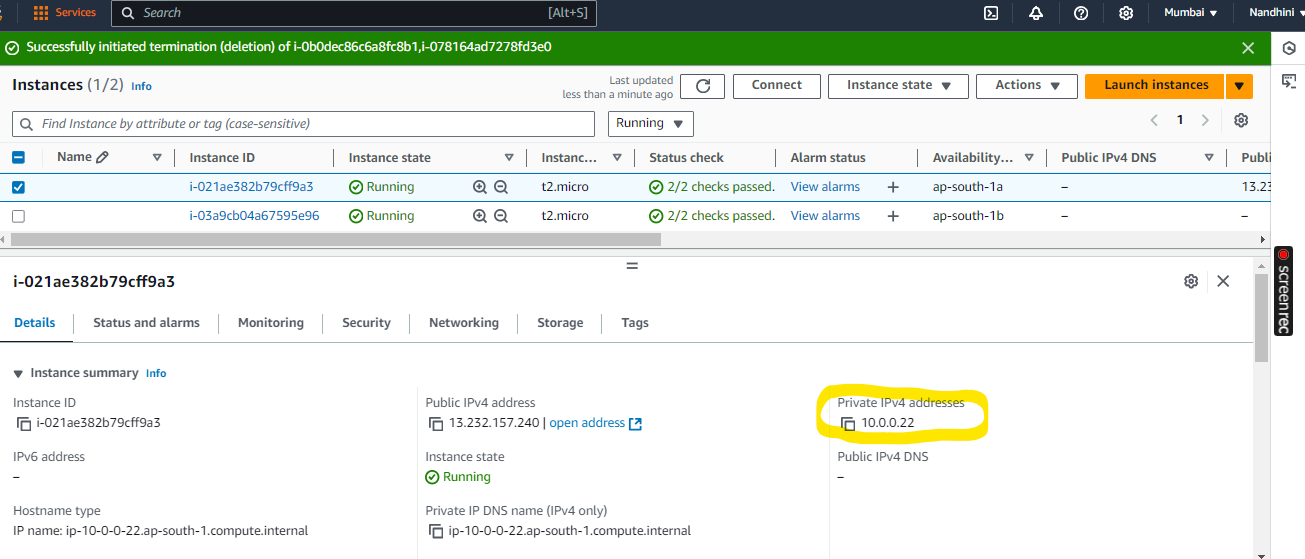 Services Search [Alt+S] Mumbai Nandhini
Successfully initiated termination (deletion) of i-0b0dec86c6a8fc8b1,i-078164ad7278fd3e0
Instances (1/2) Info Last updated less than a minute ago Connect Instance state Actions Launch instances
Find Instance by attribute or tag (case-sensitive) Running 1
Name Instance ID Instance state Instanc... Status check Alarm status Availability... Public IPv4 DNS Publi
i-021ae382b79cff9a3 Running t2.micro 2/2 checks passed. View alarms + ap-south-1a – 13.23
i-03a9cb04a67595e96 Running t2.micro 2/2 checks passed. View alarms + ap-south-1b – –
i-021ae382b79cff9a3
Details Status and alarms Monitoring Security Networking Storage Tags
Instance summary Info
Instance ID Public IPv4 address Private IPv4 addresses
i-021ae382b79cff9a3 13.232.157.240 | open address 10.0.0.22
IPv6 address Instance state Public IPv4 DNS
– Running –
Hostname type Private IP DNS name (IPv4 only)
IP name: ip-10-0-0-22.ap-south-1.compute.internal ip-10-0-0-22.ap-south-1.compute.internal
screenrec